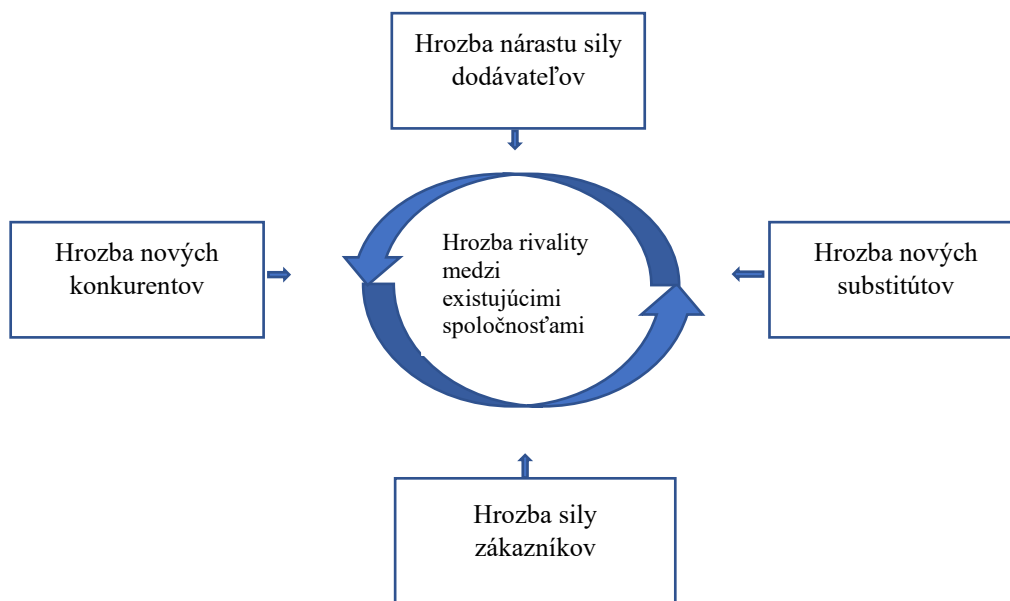 Hrozba nárastu sily
dodávateľov
Hrozba nových
konkurentov
Hrozba rivality
medzi
existujúcimi
spoločnosťami
Hrozba nových
substitútov
Hrozba sily
zákazníkov